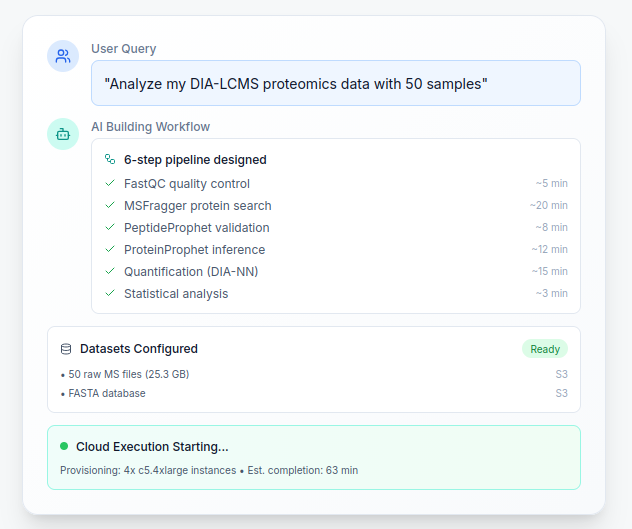 User Query
"Analyze my DIA-LCMS proteomics data with 50 samples"
AI Building Workflow
6-step pipeline designed
FastQC quality control ~5 min
MSFragger protein search ~20 min
PeptideProphet validation ~8 min
ProteinProphet inference ~12 min
Quantification (DIA-NN) ~15 min
Statistical analysis ~3 min
Datasets Configured Ready
• 50 raw MS files (25.3 GB) S3
• FASTA database S3
Cloud Execution Starting...
Provisioning: 4x c5.4xlarge instances • Est. completion: 63 min